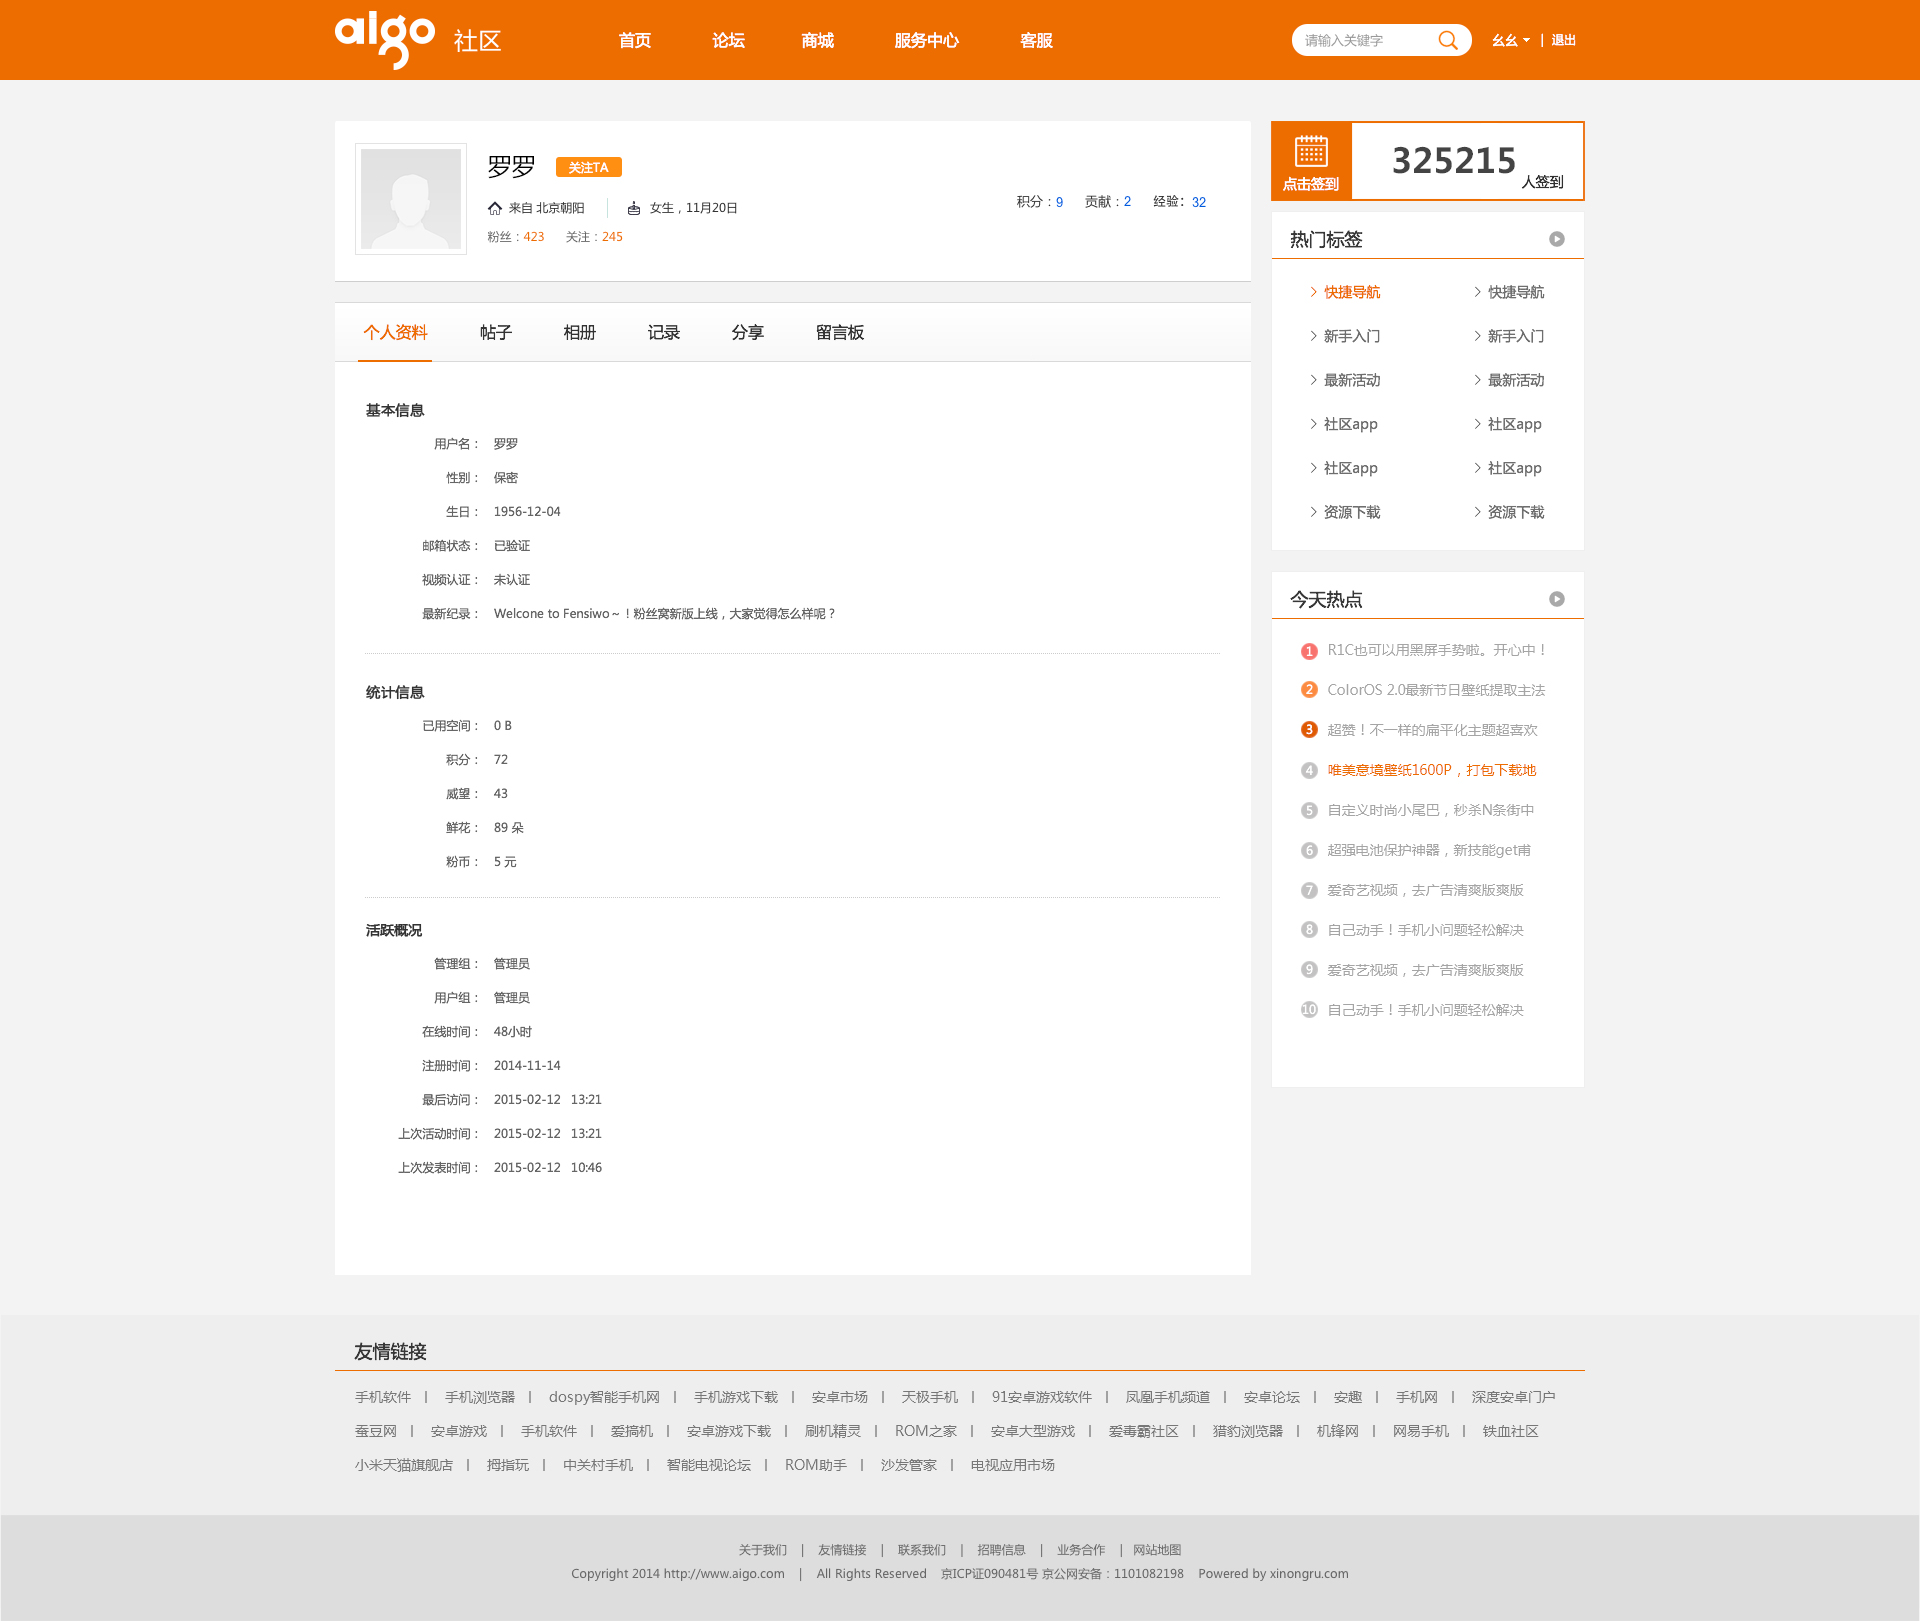 aigo 社区 首页 论坛 商城 服务中心 客服 请输入关键字 幺幺 | 退出
罗罗 关注TA
来自 北京朝阳 女生，11月20日
粉丝：423 关注：245
积分：9 贡献：2 经验：32
点击签到 325215 人签到
个人资料 帖子 相册 记录 分享 留言板
基本信息
用户名： 罗罗
性别： 保密
生日： 1956-12-04
邮箱状态： 已验证
视频认证： 未认证
最新纪录： Welcone to Fensiwo～！粉丝窝新版上线，大家觉得怎么样呢？
统计信息
已用空间： 0 B
积分： 72
威望： 43
鲜花： 89 朵
粉币： 5 元
活跃概况
管理组： 管理员
用户组： 管理员
在线时间： 48小时
注册时间： 2014-11-14
最后访问： 2015-02-12 13:21
上次活动时间： 2015-02-12 13:21
上次发表时间： 2015-02-12 10:46
热门标签
快捷导航 快捷导航
新手入门 新手入门
最新活动 最新活动
社区app 社区app
社区app 社区app
资源下载 资源下载
今天热点
1 R1C也可以用黑屏手势啦。开心中！
2 ColorOS 2.0最新节日壁纸提取主法
3 超赞！不一样的扁平化主题超喜欢
4 唯美意境壁纸1600P，打包下载地
5 自定义时尚小尾巴，秒杀N条街中
6 超强电池保护神器，新技能get甫
7 爱奇艺视频，去广告清爽版爽版
8 自己动手！手机小问题轻松解决
9 爱奇艺视频，去广告清爽版爽版
10 自己动手！手机小问题轻松解决
友情链接
手机软件 | 手机浏览器 | dospy智能手机网 | 手机游戏下载 | 安卓市场 | 天极手机 | 91安卓游戏软件 | 凤凰手机频道 | 安卓论坛 | 安趣 | 手机网 | 深度安卓门户
蚕豆网 | 安卓游戏 | 手机软件 | 爱搞机 | 安卓游戏下载 | 刷机精灵 | ROM之家 | 安卓大型游戏 | 爱毒霸社区 | 猎豹浏览器 | 机锋网 | 网易手机 | 铁血社区
小米天猫旗舰店 | 拇指玩 | 中关村手机 | 智能电视论坛 | ROM助手 | 沙发管家 | 电视应用市场
关于我们 | 友情链接 | 联系我们 | 招聘信息 | 业务合作 | 网站地图
Copyright 2014 http://www.aigo.com | All Rights Reserved 京ICP证090481号 京公网安备：1101082198 Powered by xinongru.com